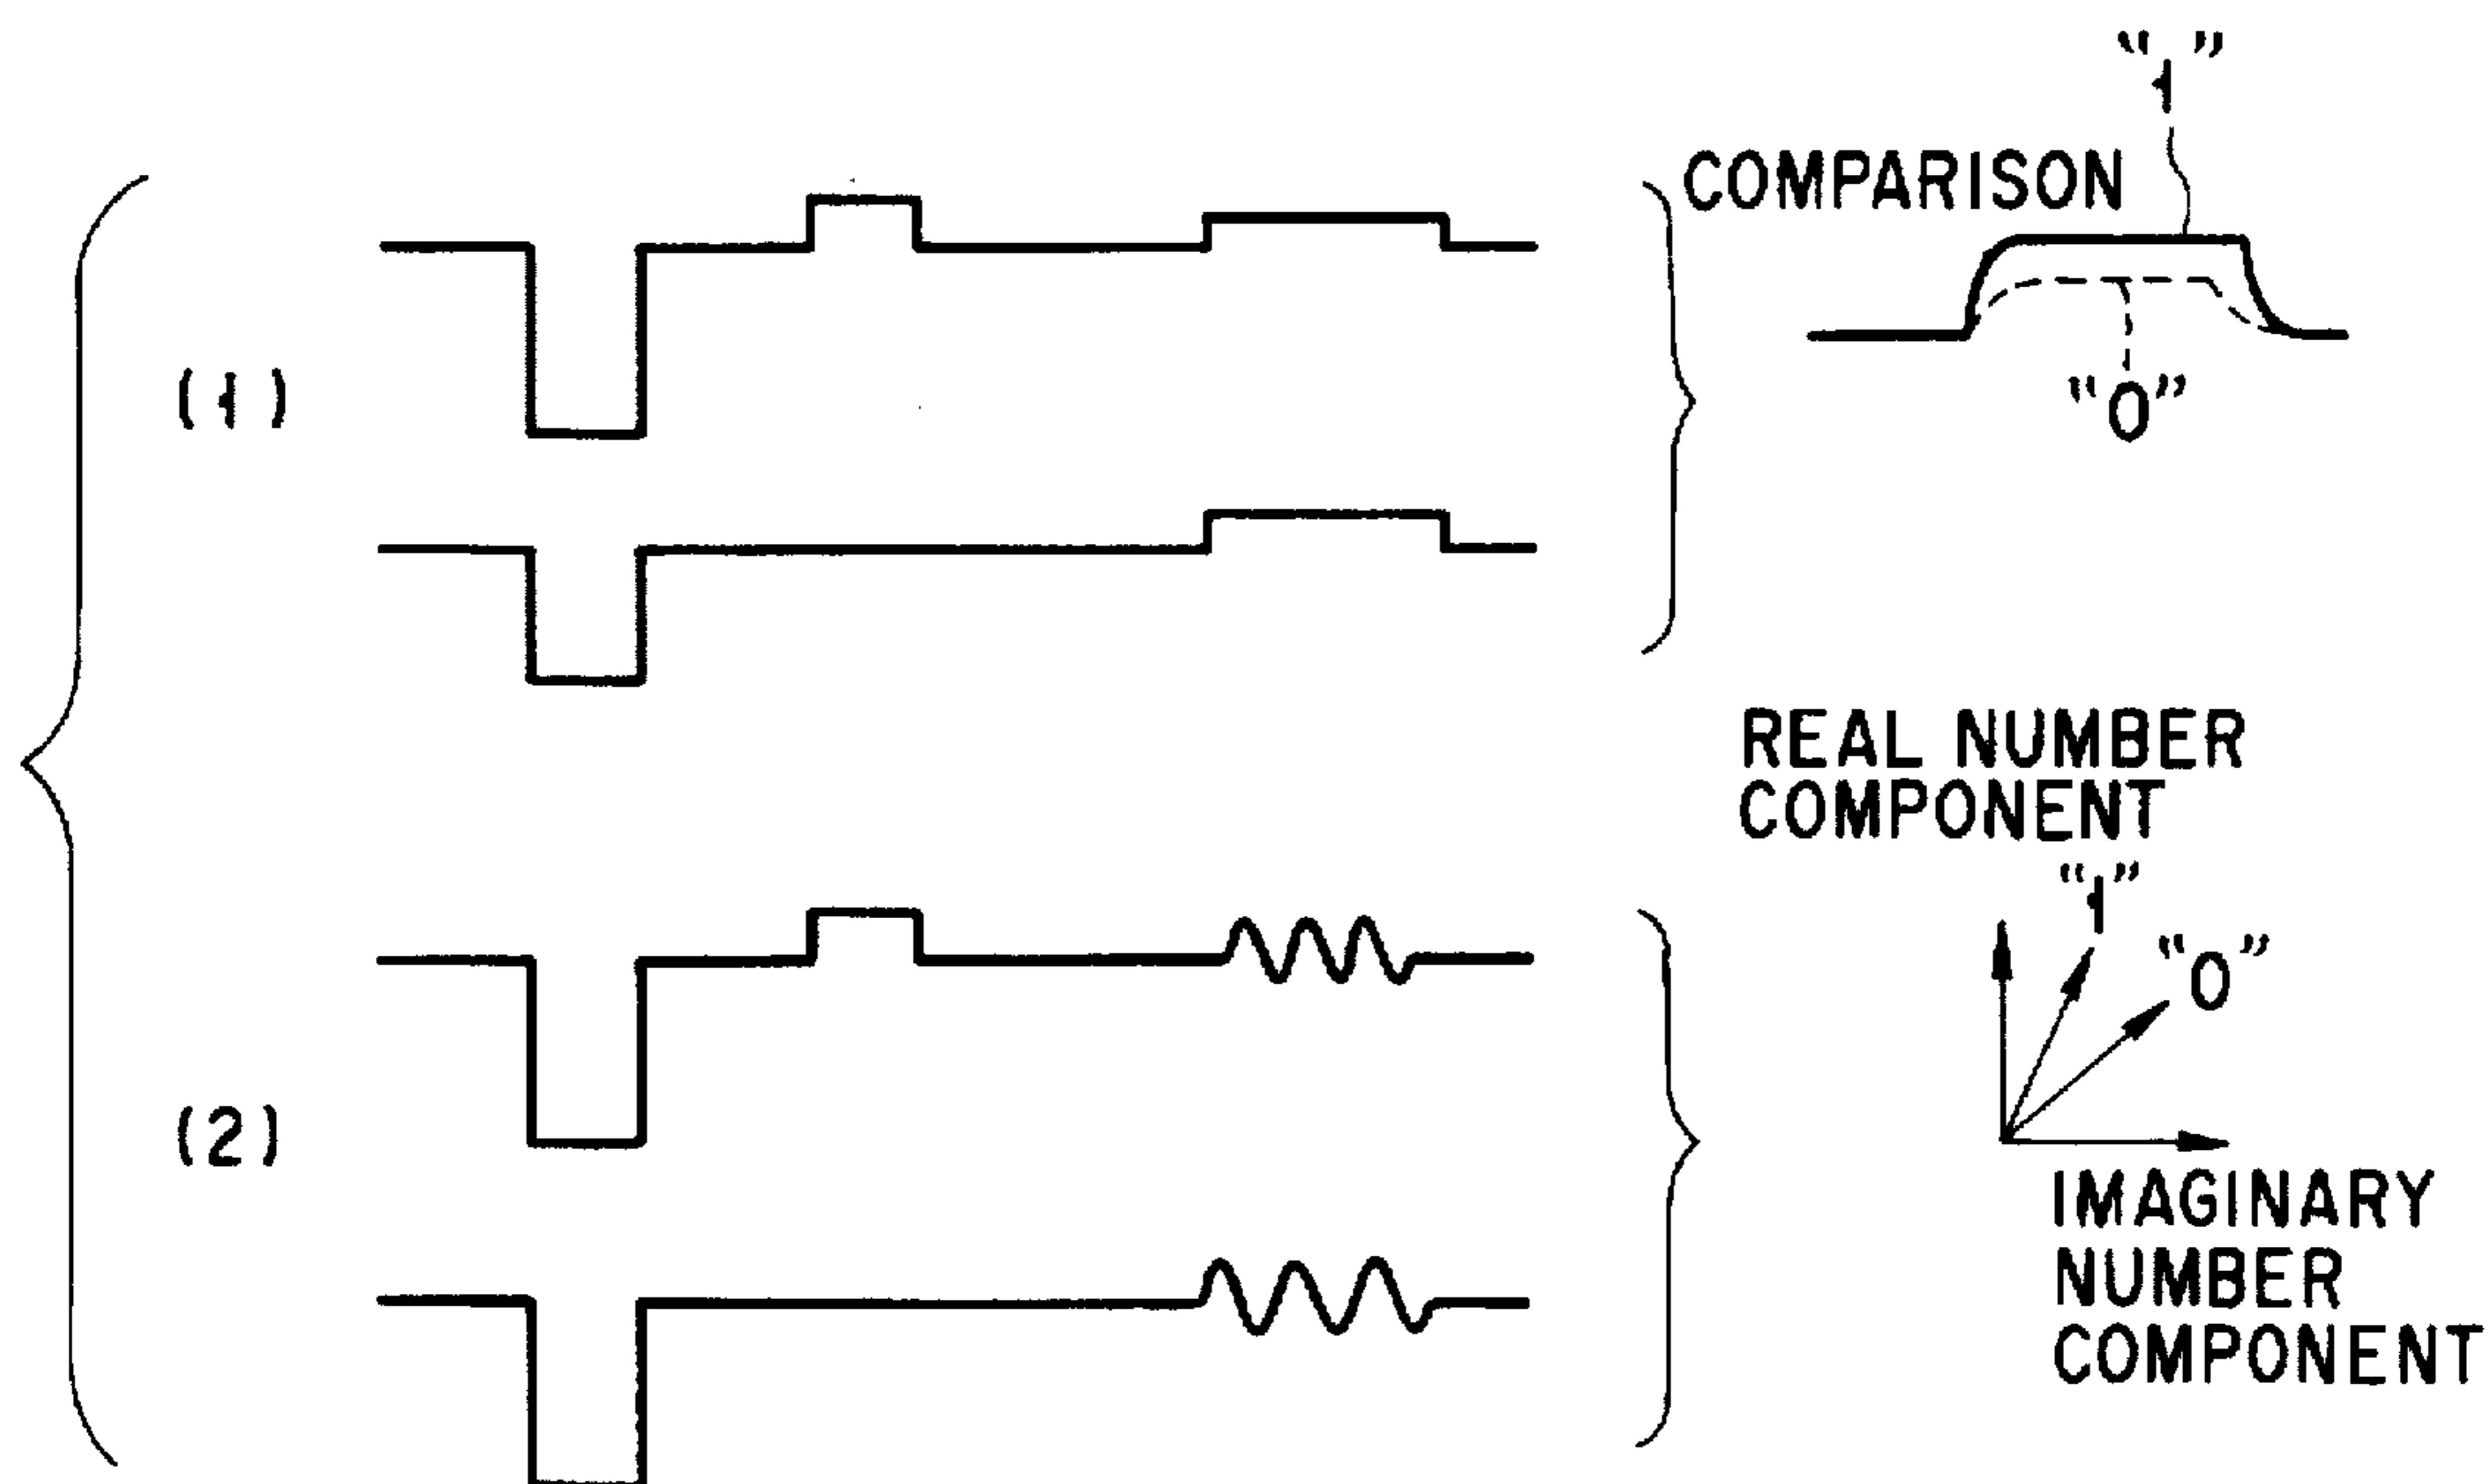 (1)
COMPARISON
“1”
“0”
(2)
REAL NUMBER
COMPONENT
“1”
“0”
IMAGINARY
NUMBER
COMPONENT